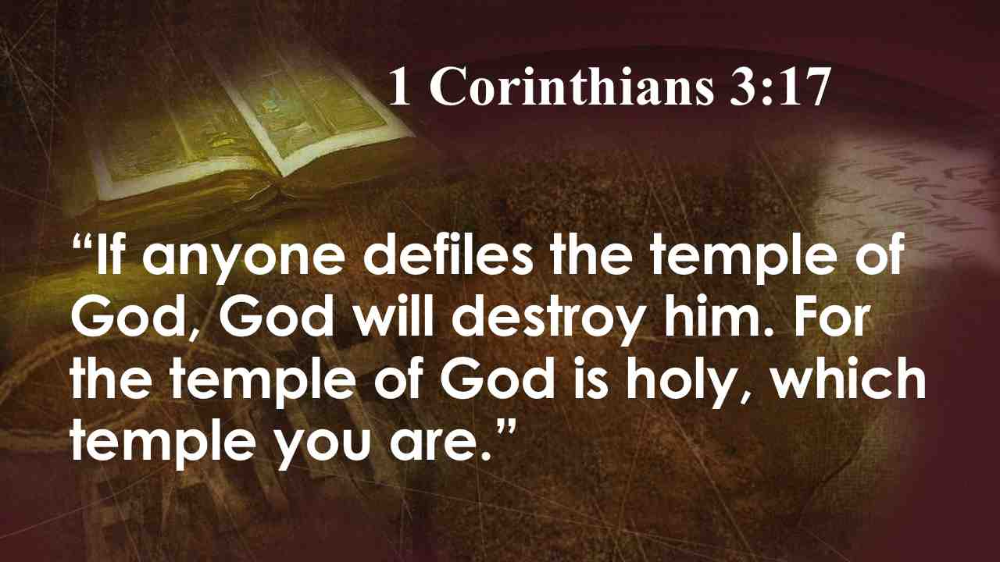 1 Corinthians 3:17
“If anyone defiles the temple of
God, God will destroy him. For
the temple of God is holy, which
temple you are.”